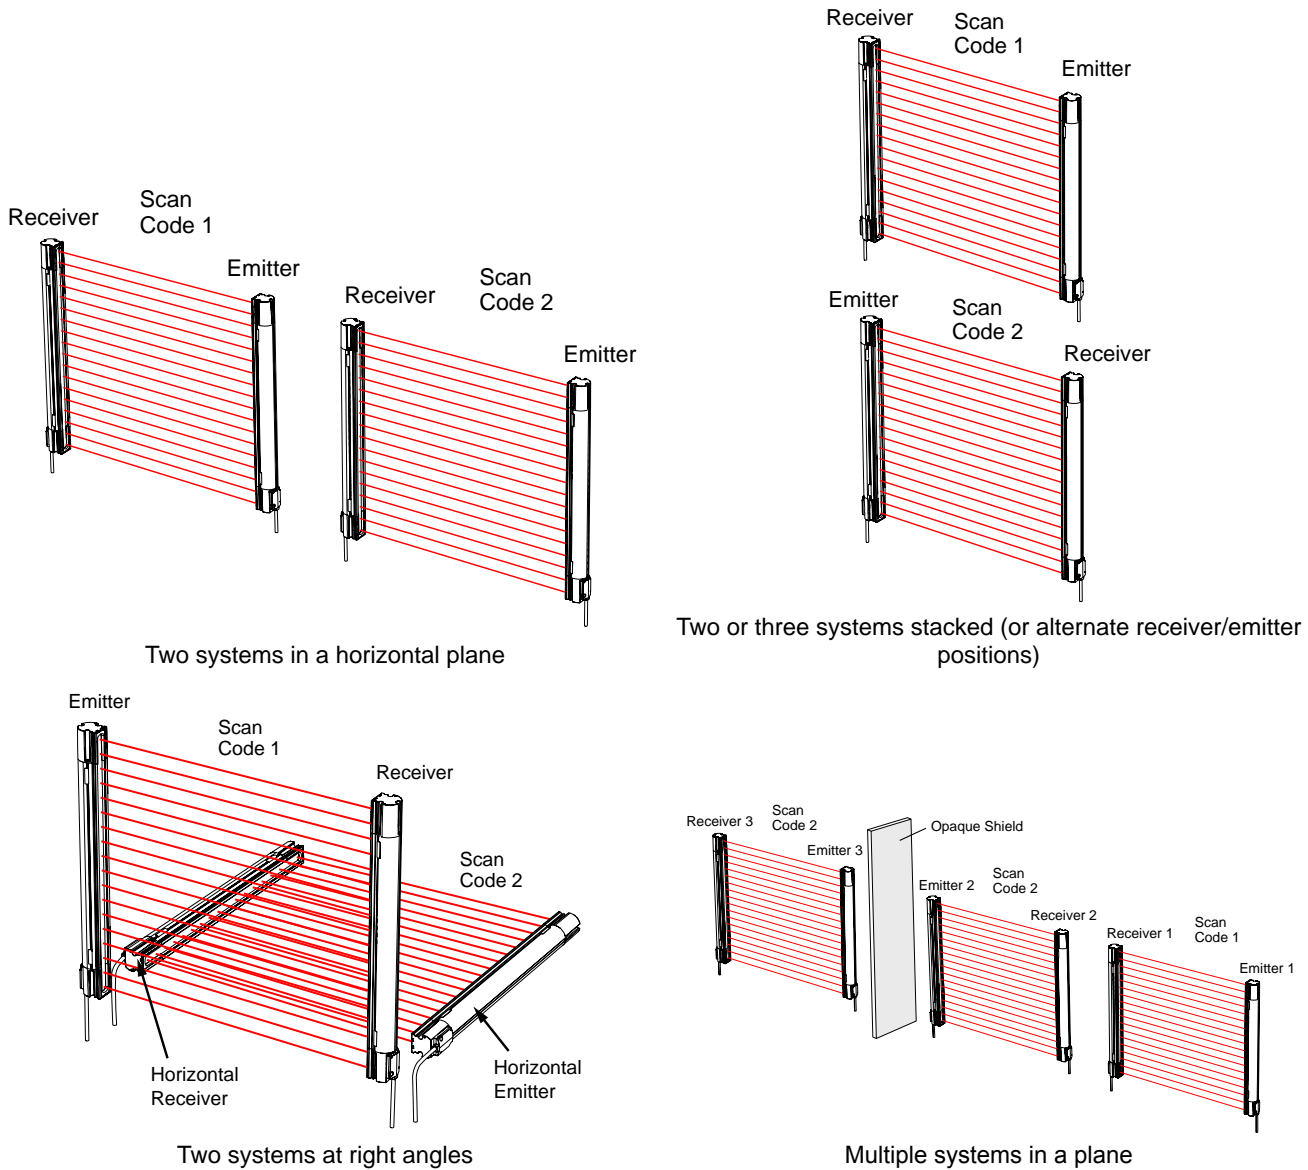 Receiver
Scan
Code 1
Emitter
Receiver
Scan
Code 2
Emitter
Two systems in a horizontal plane
Receiver
Scan
Code 1
Emitter
Emitter
Scan
Code 2
Receiver
Two or three systems stacked (or alternate receiver/emitter
positions)
Emitter
Scan
Code 1
Receiver
Scan
Code 2
Horizontal
Receiver
Horizontal
Emitter
Two systems at right angles
Receiver 3
Scan
Code 2
Emitter 3
Opaque Shield
Emitter 2
Scan
Code 2
Receiver 2
Receiver 1
Scan
Code 1
Emitter 1
Multiple systems in a plane